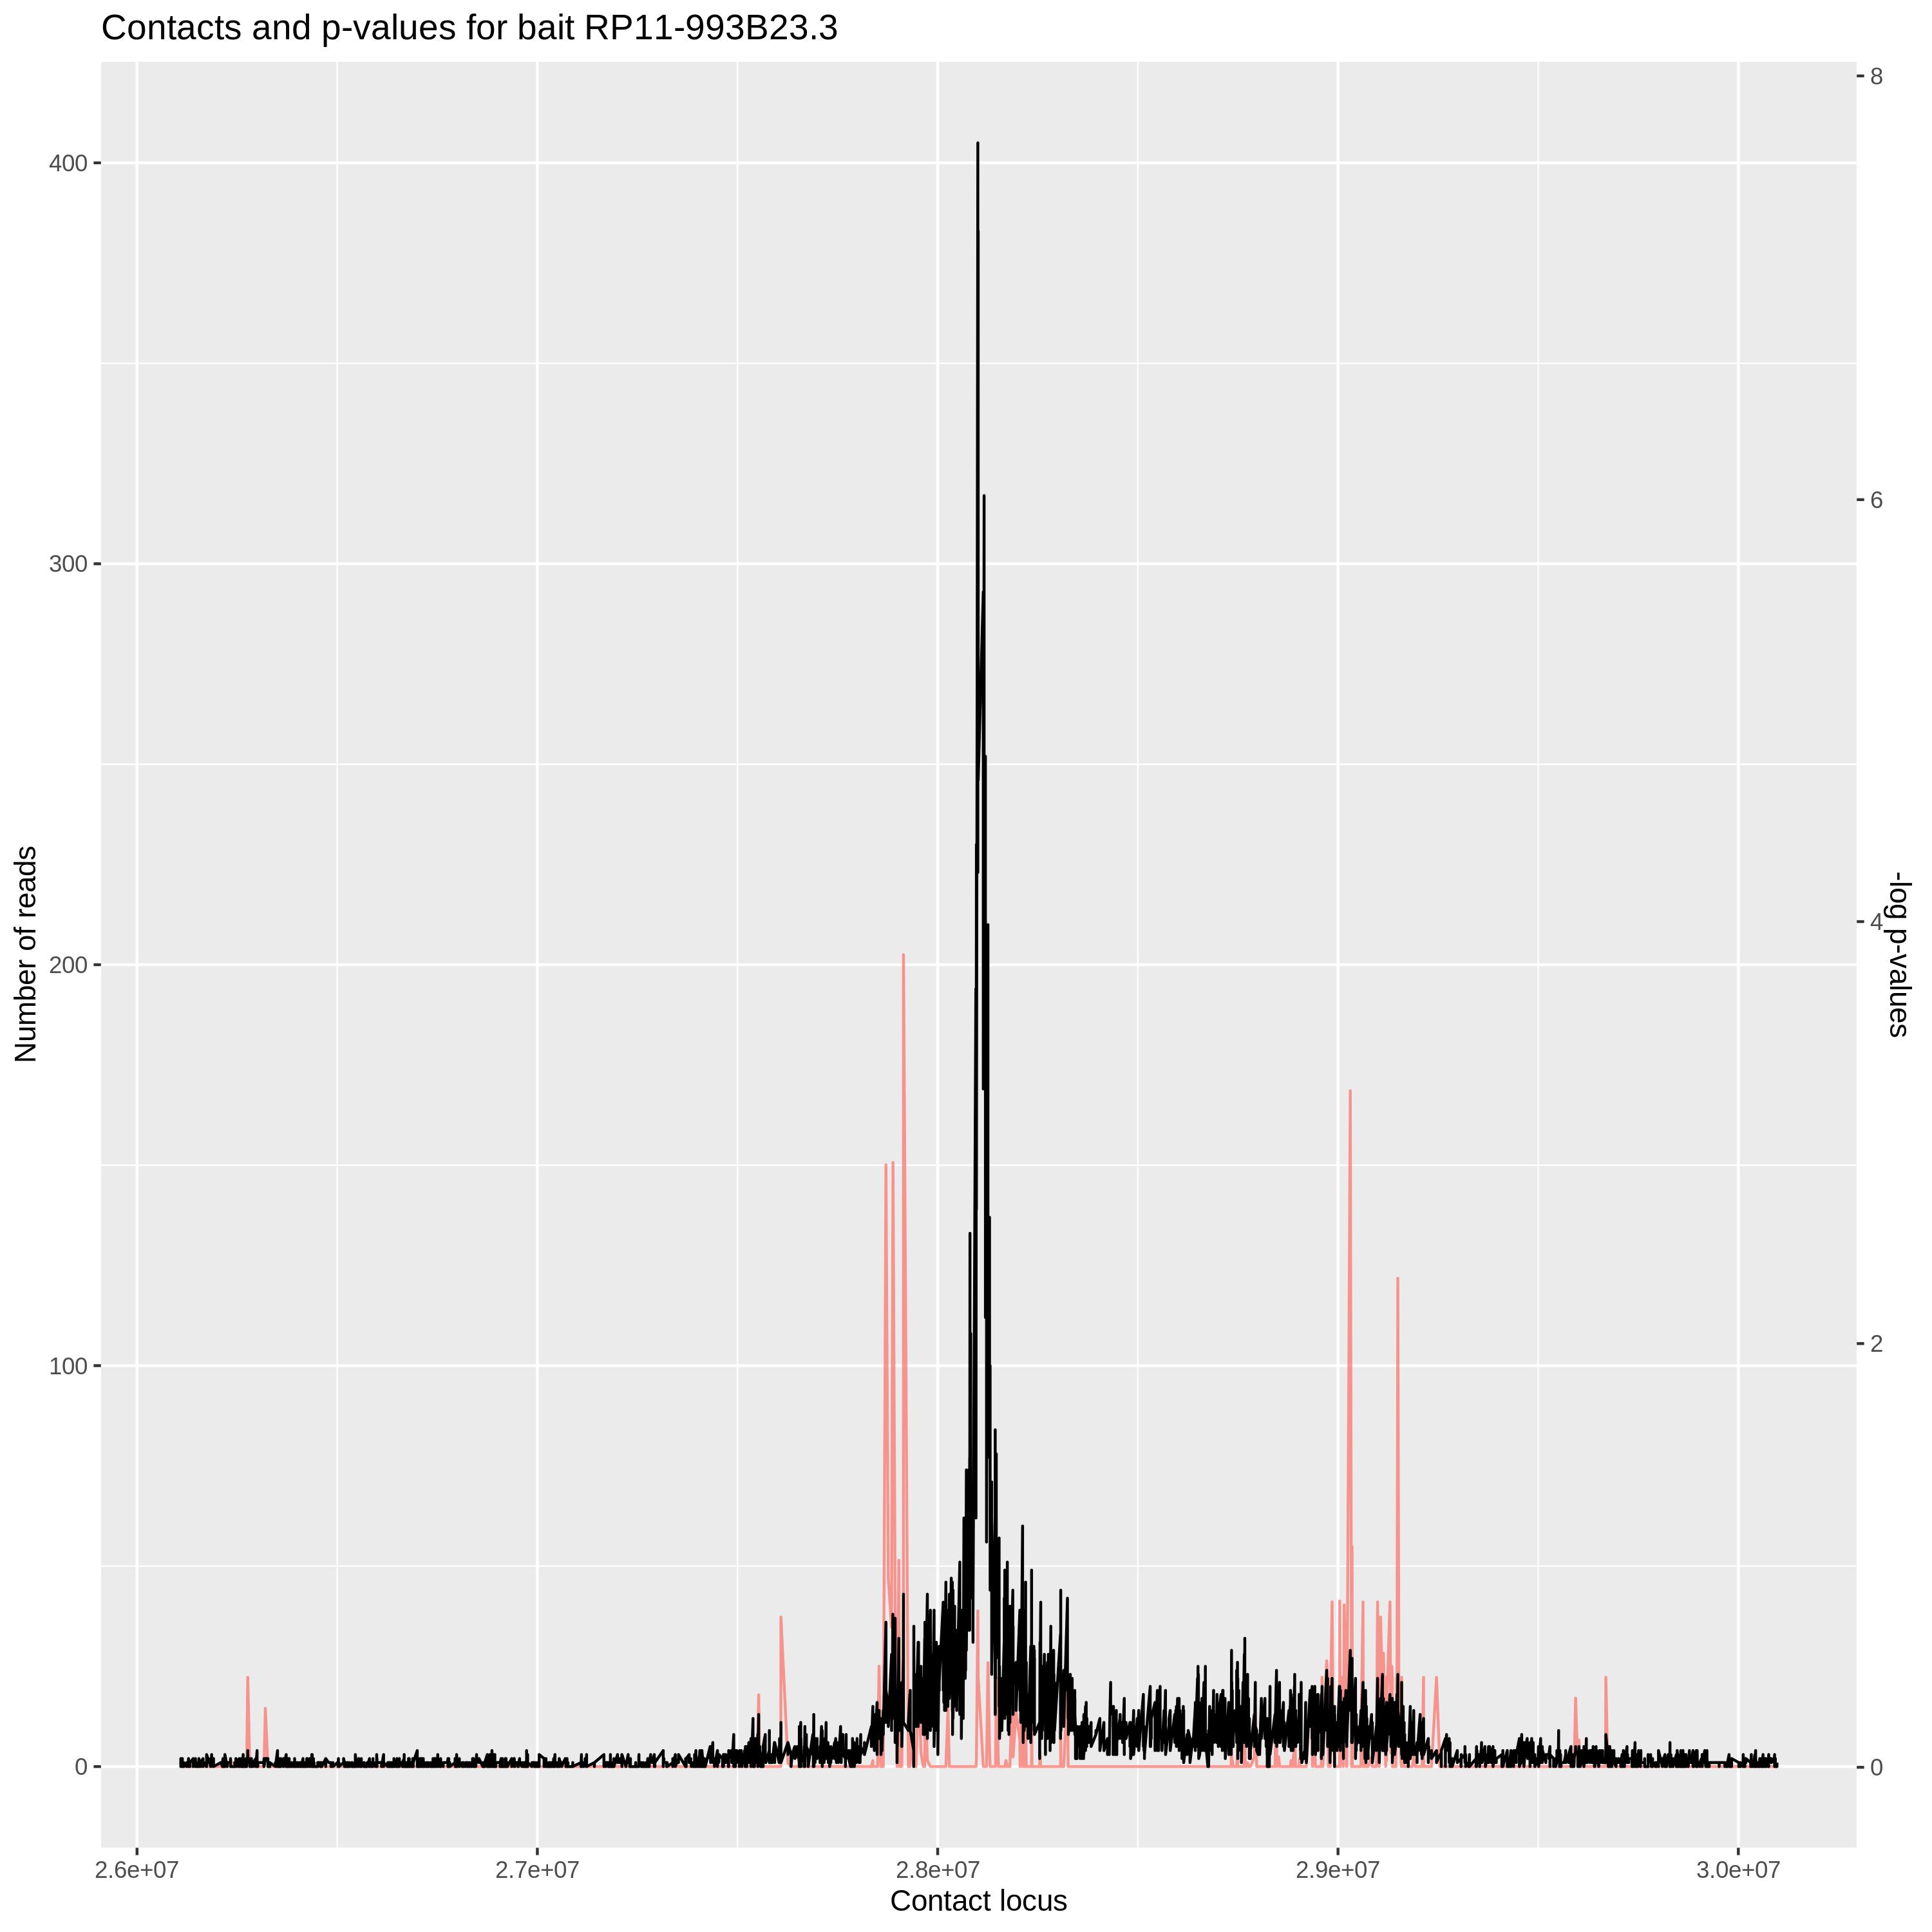 Contacts and p-values for bait RP11-993B23.3
Number of reads
400
300
200
100
0
8
6
4
2
0
-log p-values
2.6e+07
2.7e+07
2.8e+07
2.9e+07
3.0e+07
Contact locus